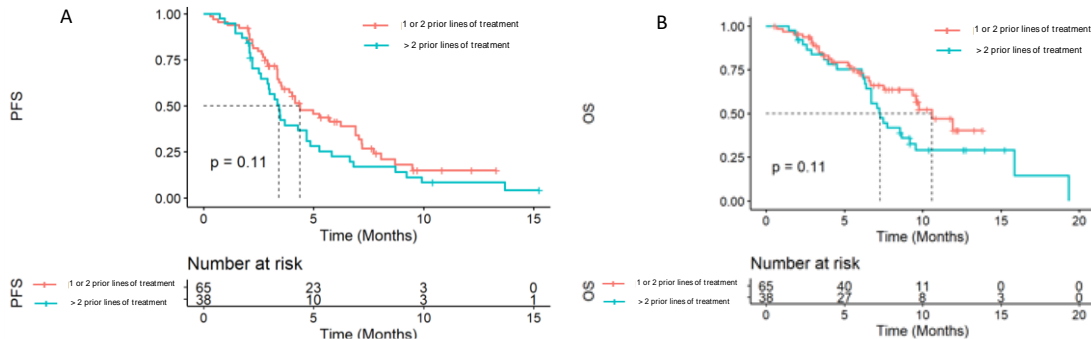 A
1 or 2 prior lines of treatment
> 2 prior lines of treatment
PFS
1.00
0.75
0.50
0.25
0.00
p = 0.11
0 5 10 15
Time (Months)
Number at risk
PFS
1 or 2 prior lines of treatment 65 23 3 0
> 2 prior lines of treatment 38 10 3 1
0 5 10 15
Time (Months)
B
1 or 2 prior lines of treatment
> 2 prior lines of treatment
OS
1.00
0.75
0.50
0.25
0.00
p = 0.11
0 5 10 15 20
Time (Months)
Number at risk
OS
1 or 2 prior lines of treatment 65 40 11 0 0
> 2 prior lines of treatment 38 27 8 3 0
0 5 10 15 20
Time (Months)